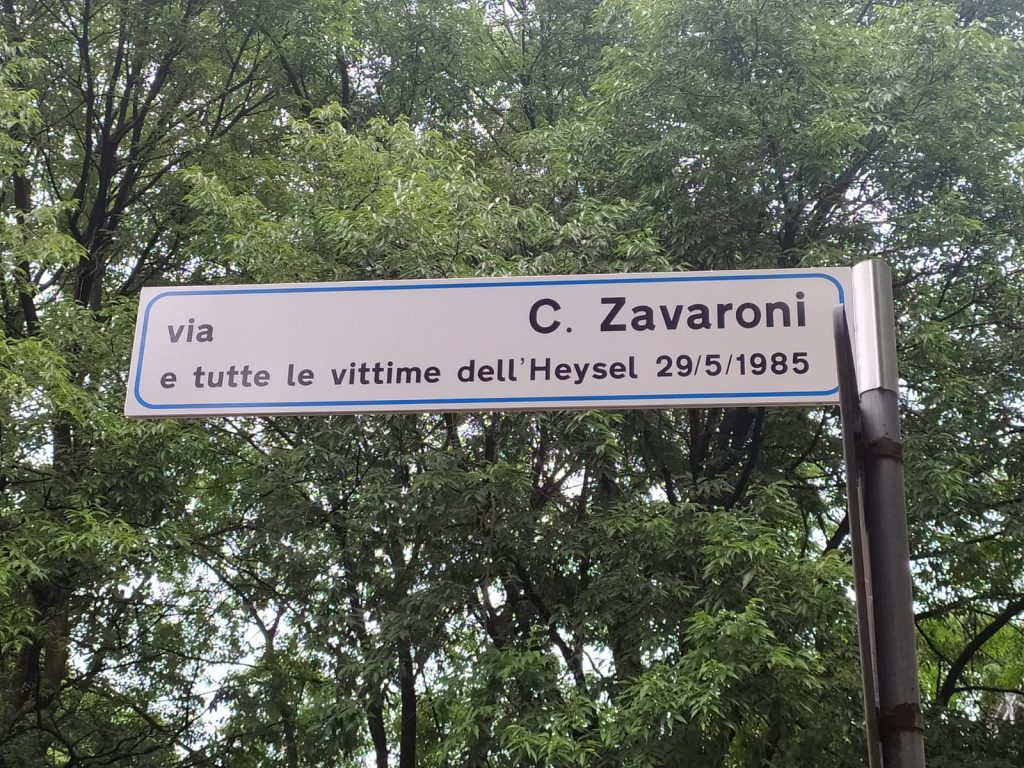 via C. Zavaroni
e tutte le vittime dell'Heysel 29/5/1985